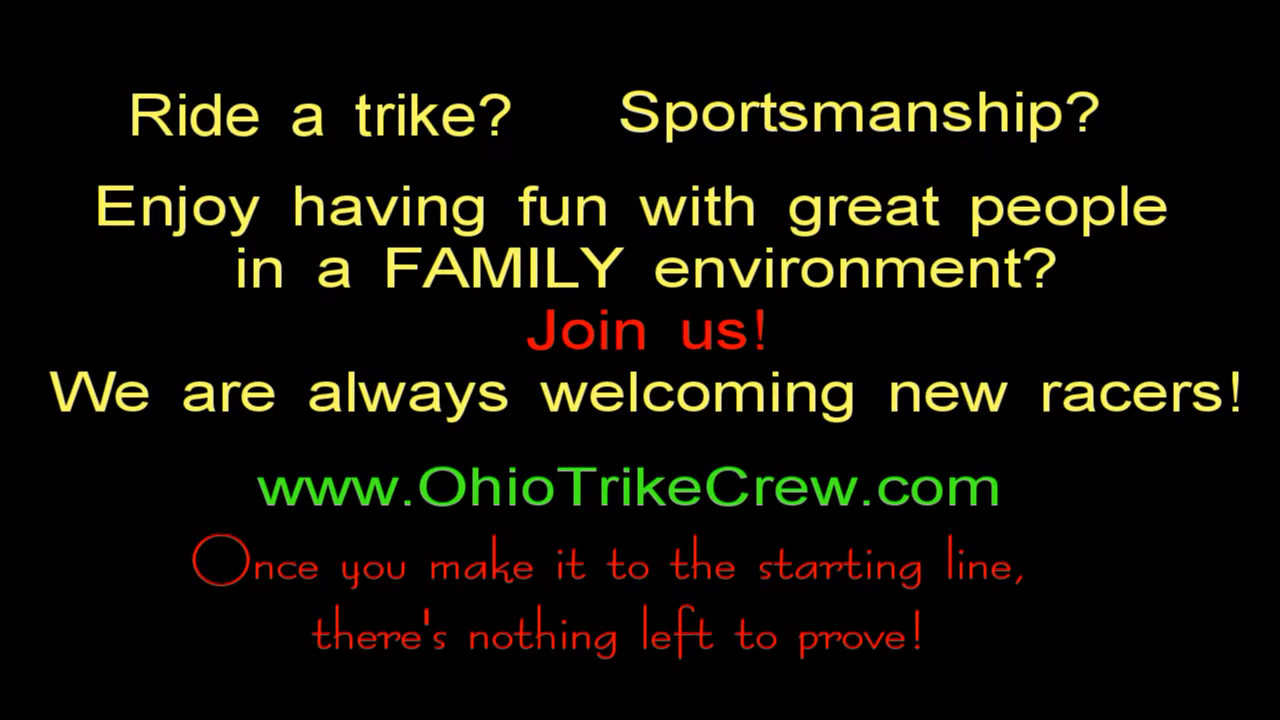 Ride a trike? Sportsmanship?
Enjoy having fun with great people
in a FAMILY environment?
Join us!
We are always welcoming new racers!
www.OhioTrikeCrew.com
Once you make it to the starting line,
there's nothing left to prove!